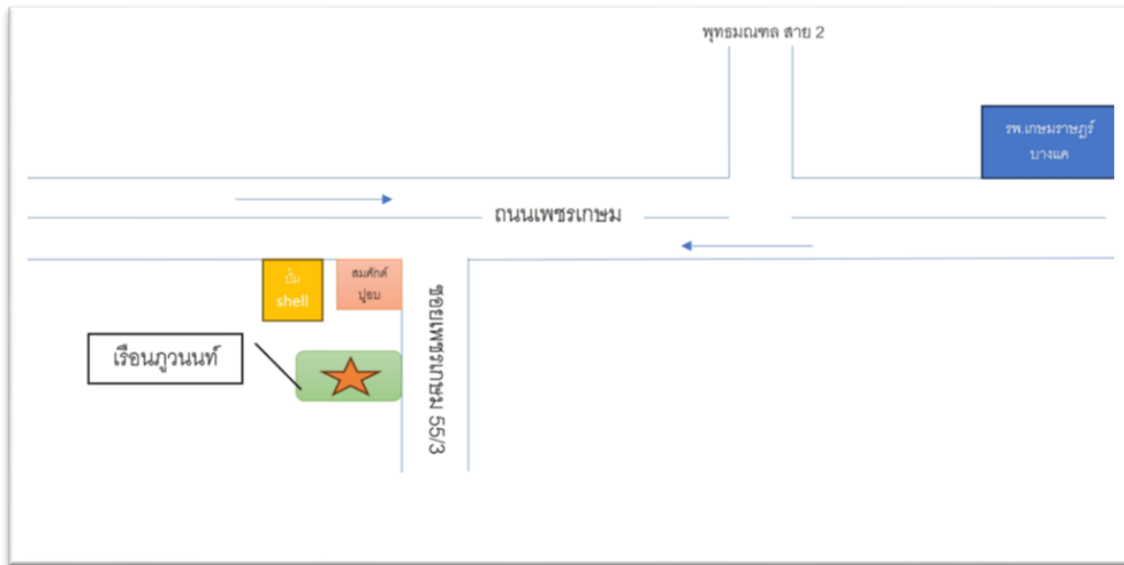 พุทธมณฑล สาย 2
รพ.เกษมราษฎร์
บางแค
ถนนเพชรเกษม
ปั๊ม
shell
สมศักดิ์
ปูอบ
ซอยเพชรเกษม 55/3
เรือนภูวนนท์